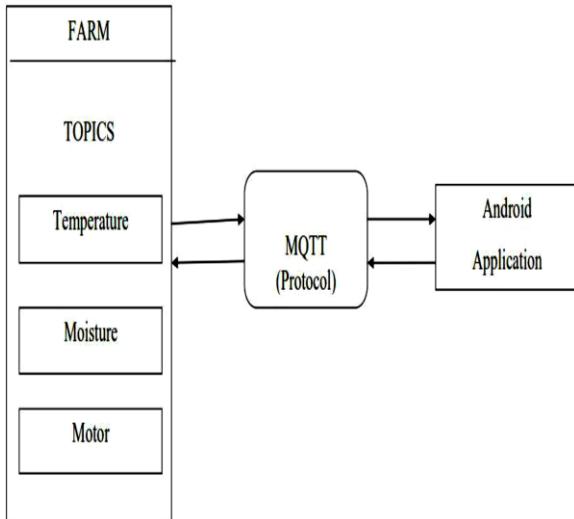 FARM
TOPICS
Temperature
Moisture
Motor
MQTT
(Protocol)
Android
Application